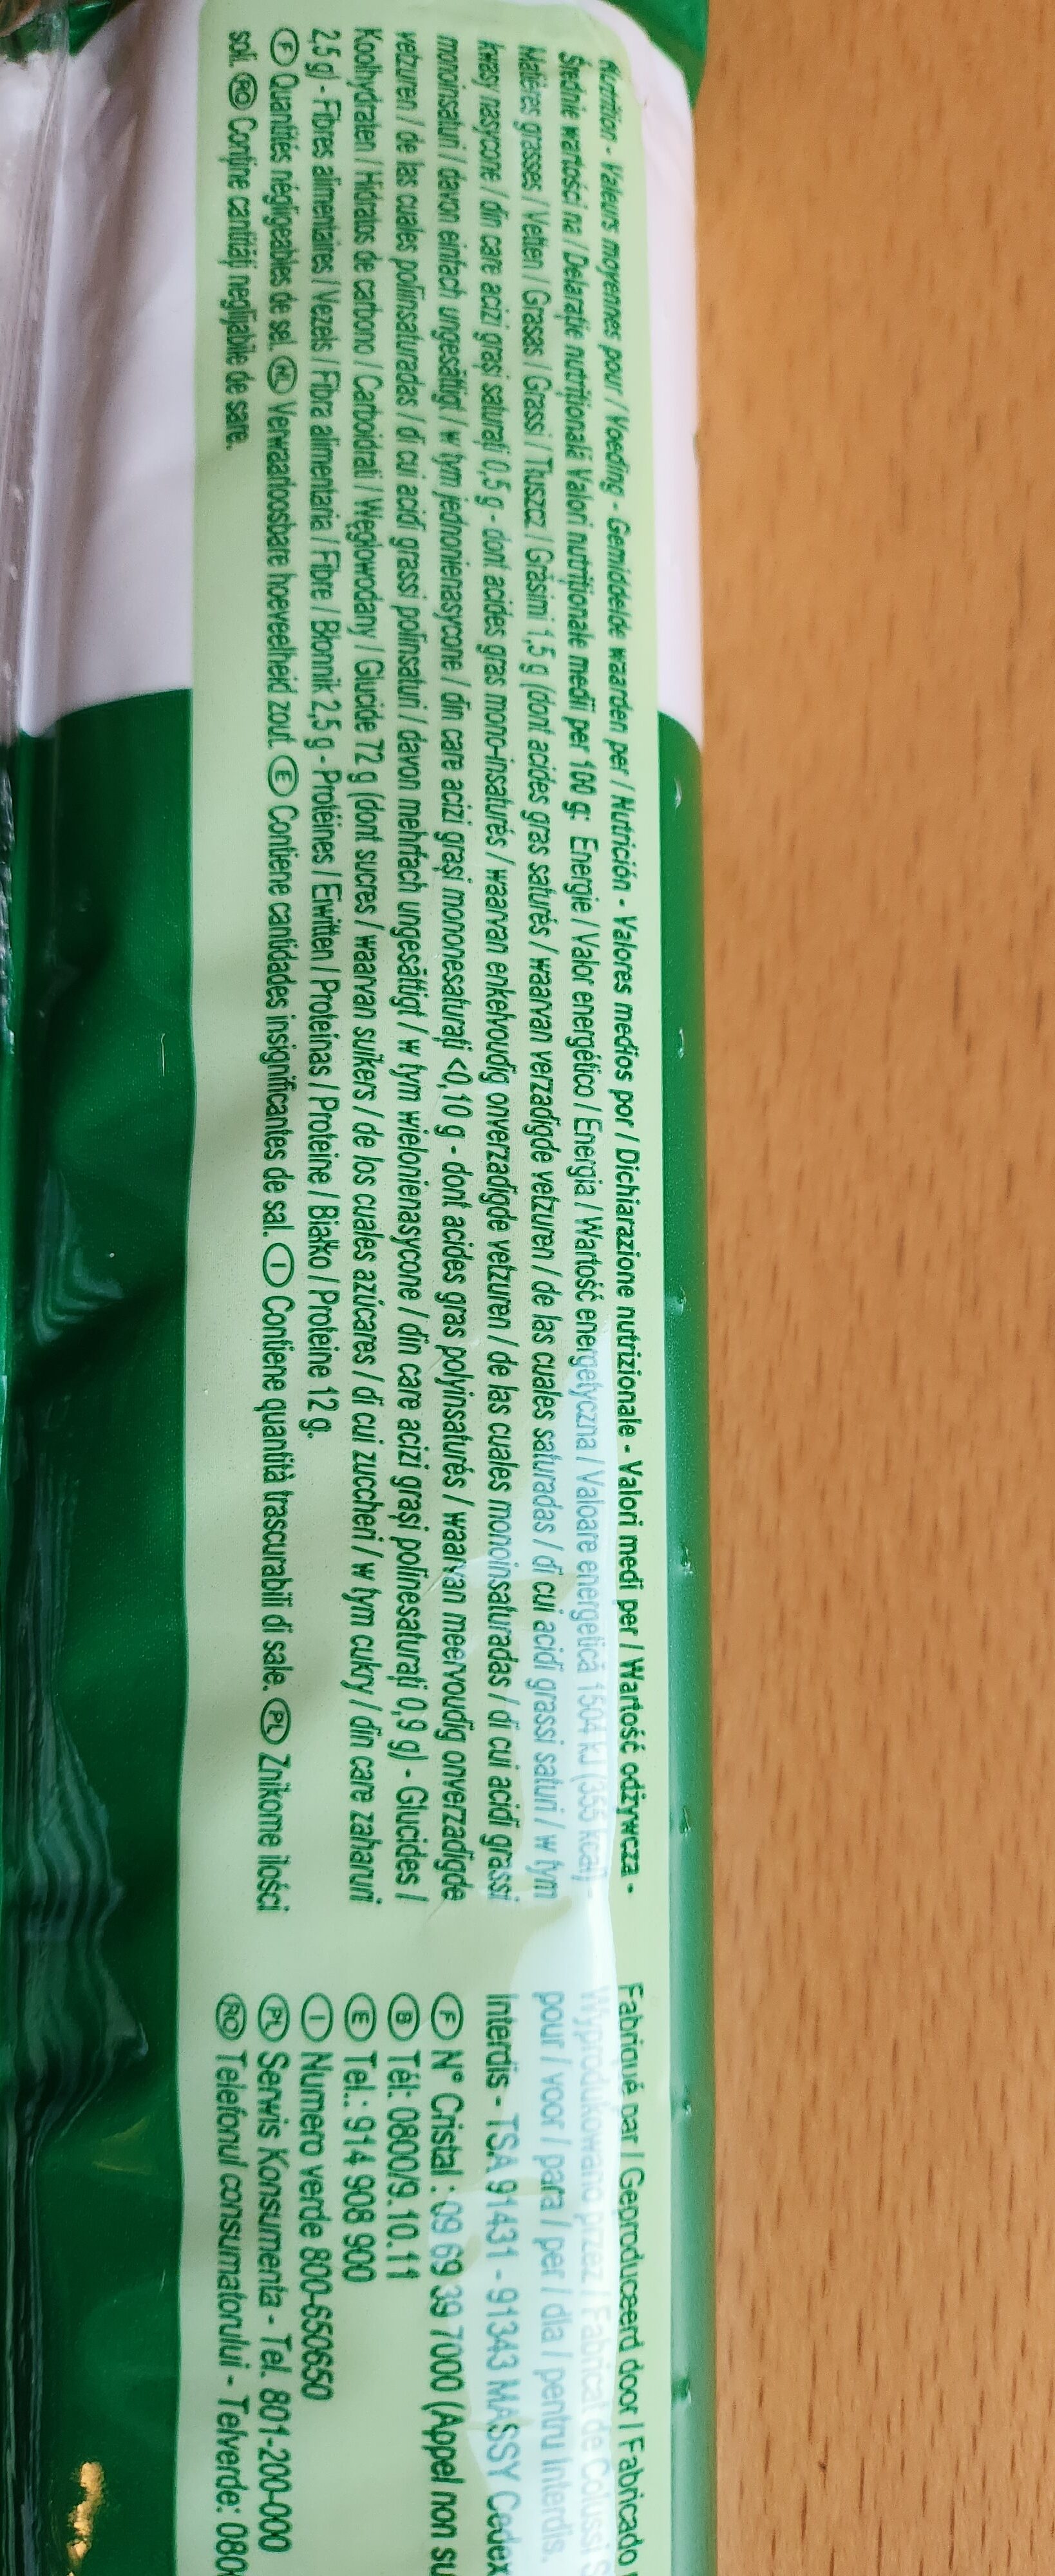 Nutrition - Valeurs moyennes pour / Voeding - Gemiddelde waarden per / Nutrición - Valores medios por / Dichiarazione nutrizionale - Valori medi per / Wartość odżywcza -
Średnie wartości na / Delarație nutrițională Valori nutriționale medii per 100 g: Energie / Valor energético / Energia / Wartość energetyczna / Valoare energetică 1504 kJ (355 kcal) -
Matières grasses / Vetten / Grasas / Grassi / Tłuszcz / Grăsimi 1,5 g (dont acides gras saturés / waarvan verzadigde vetzuren / de las cuales saturadas / di cui acidi grassi saturi / w tym
kwasy nasycone / din care acizi grași saturați 0,5 g - dont acides gras mono-insaturés / waarvan enkelvoudig onverzadigde vetzuren / de las cuales monoinsaturadas / di cui acidi grassi
monoinsaturi / davon einfach ungesättigt / w tym jednonienasycone / din care acizi grași mononesaturați <0,10 g - dont acides gras polyinsaturés / waarvan meervoudig onverzadigde
vetzuren / de las cuales poliinsaturadas / di cui acidi grassi polinsaturi / davon mehrfach ungesättigt / w tym wielonienasycone / din care acizi grași polinesaturați 0,9 g) - Glucides /
Koolhydraten / Hidratos de carbono / Carboidrati / Węglowodany / Glucide 72 g (dont sucres / waarvan suikers / de los cuales azúcares / di cui zuccheri / w tym cukry / din care zaharuri
2,5 g) - Fibres alimentaires / Vezels / Fibra alimentaria / Fibre / Błonnik 2,5 g - Protéines / Eiwitten / Proteinas / Proteine / Białko / Proteine 12 g.
F Quantités négligeables de sel. NL Verwaarloosbare hoeveelheid zout. E Contiene cantidades insignificantes de sal. I Contiene quantità trascurabili di sale. PL Znikome ilości
soli. RO Conține cantități neglijabile de sare.
Fabriqué par / Geproduceerd door / Fabricado
Wyprodukowano przez / Fabricat de Colussi S
pour / voor / para / per / dla / pentru Interdis.
Interdis - TSA 91431 - 91343 MASSY Cedex
F N° Cristal : 09 69 39 7000 (Appel non su
B Tél: 0800/9.10.11
E Tel.: 914 908 900
I Numero verde 800-650650
PL Serwis Konsumenta - Tel. 801-200-000
RO Telefonul consumatorului - Telverde: 080